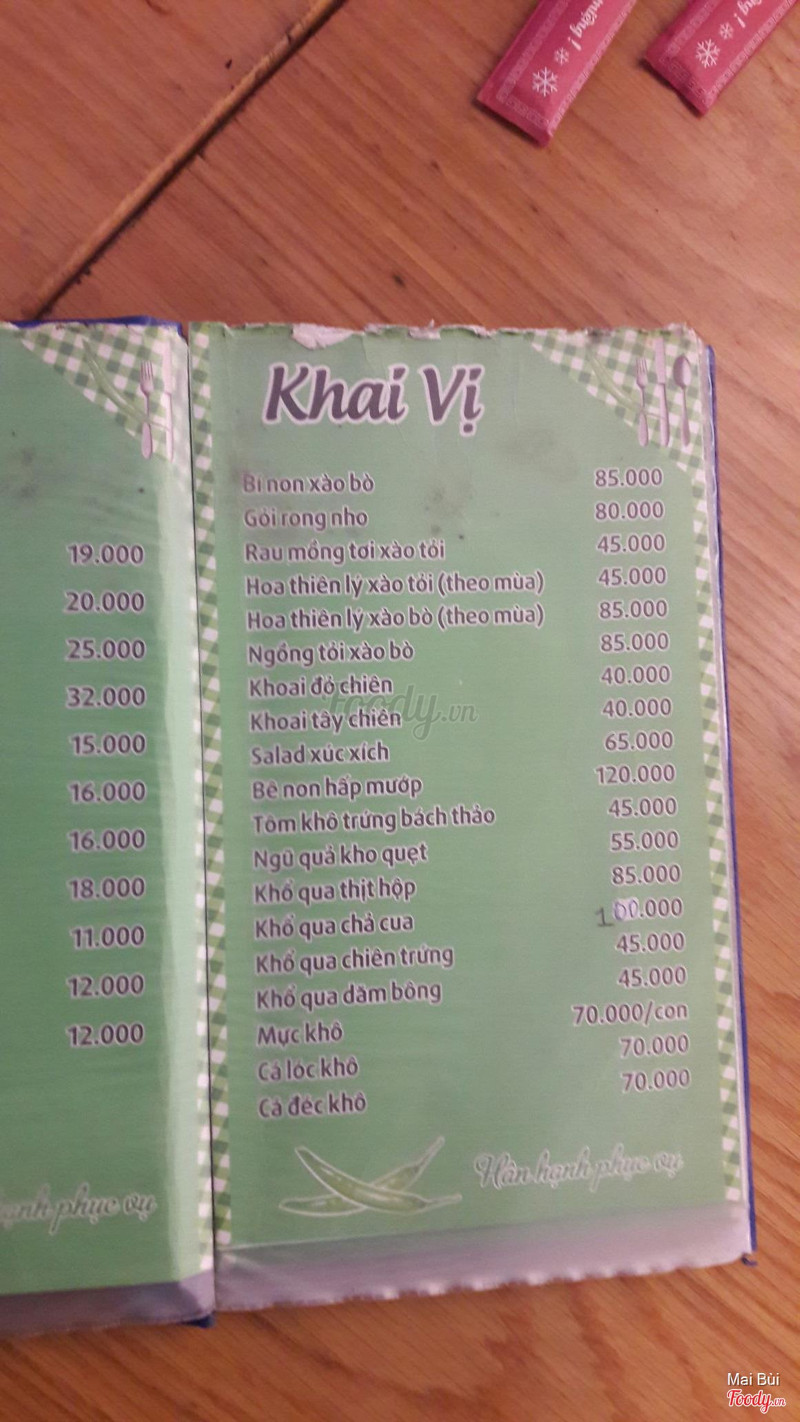 trường !
ường !
19.000
20.000
25.000
32.000
15.000
16.000
16.000
18.000
11.000
12.000
12.000
hạnh phục vụ
Khai Vị
Bí non xào bò 85.000
Gỏi rong nho 80.000
Rau mồng tơi xào tỏi 45.000
Hoa thiên lý xào tỏi (theo mùa) 45.000
Hoa thiên lý xào bò (theo mùa) 85.000
Ngồng tỏi xào bò 85.000
Khoai đỏ chiên 40.000
Khoai tây chiên 40.000
Salad xúc xích 65.000
Bê non hấp mướp 120.000
Tôm khô trứng bách thảo 45.000
Ngũ quả kho quẹt 55.000
Khổ qua thịt hộp 85.000
Khổ qua chả cua 100.000
Khổ qua chiên trứng 45.000
Khổ qua dăm bông 45.000
Mực khô 70.000/con
Cá lóc khô 70.000
Cá đéc khô 70.000
Hân hạnh phục vụ
foody.vn
Mai Bùi
Foody.vn